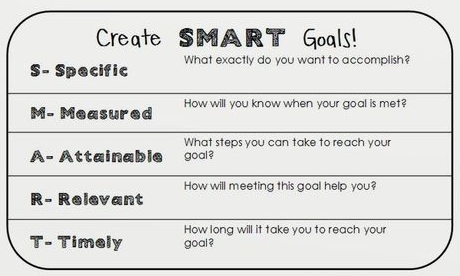 Create SMART Goals!
S- Specific
What exactly do you want to accomplish?
M- Measured
How will you know when your goal is met?
A- Attainable
What steps you can take to reach your
goal?
R- Relevant
How will meeting this goal help you?
T- Timely
How long will it take you to reach your
goal?